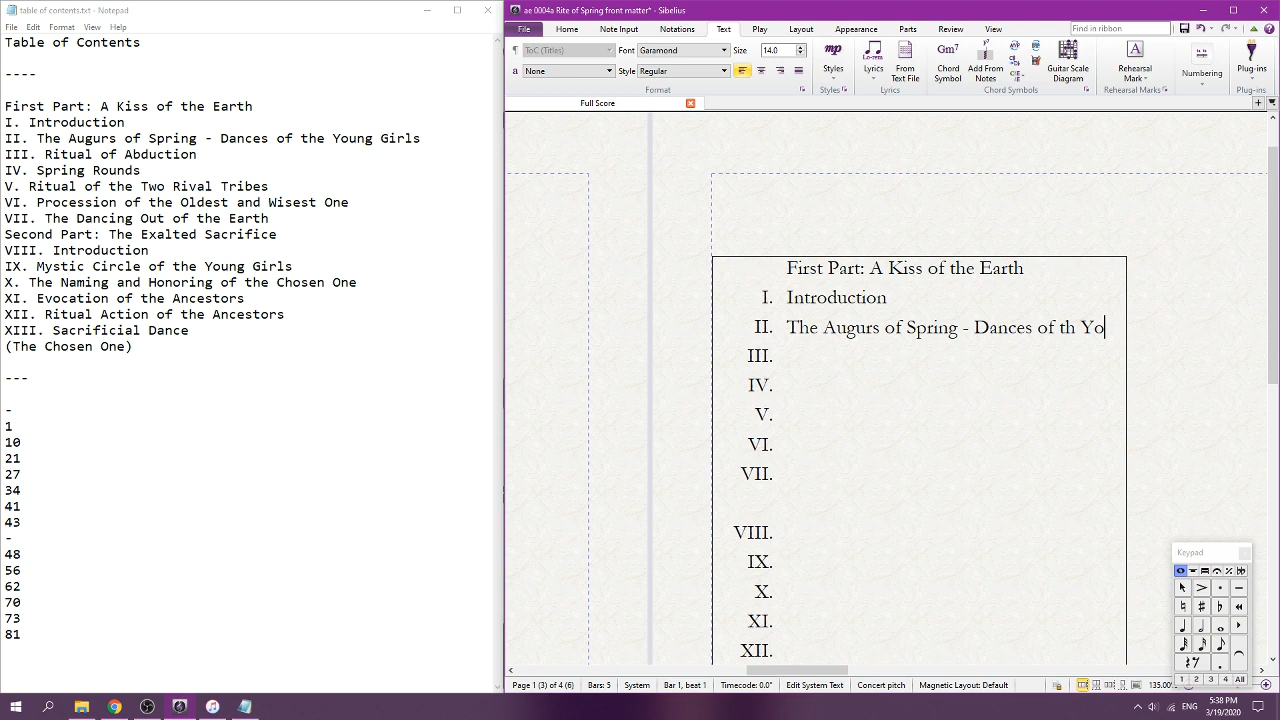 table of contents.txt - Notepad
File Edit Format View Help
Table of Contents
----
First Part: A Kiss of the Earth
I. Introduction
II. The Augurs of Spring - Dances of the Young Girls
III. Ritual of Abduction
IV. Spring Rounds
V. Ritual of the Two Rival Tribes
VI. Procession of the Oldest and Wisest One
VII. The Dancing Out of the Earth
Second Part: The Exalted Sacrifice
VIII. Introduction
IX. Mystic Circle of the Young Girls
X. The Naming and Honoring of the Chosen One
XI. Evocation of the Ancestors
XII. Ritual Action of the Ancestors
XIII. Sacrificial Dance
(The Chosen One)
---
-
1
10
21
27
34
41
43
-
48
56
62
70
73
81
ae 0004a Rite of Spring front matter* - Sibelius
File Home Note Input Notations Text Play Layout Appearance Parts Review View Find in ribbon
ToC (Titles) Font Garamond Size 14.0
None Style Regular
Format
mp Styles
Styles
Lyrics
From Text File
Lyrics
Gm7 Chord Symbol
Add From Notes
Guitar Scale Diagram
Chord Symbols
A Rehearsal Mark
Rehearsal Marks
Numbering
Plug-ins
Plug-ins
Full Score
First Part: A Kiss of the Earth
I. Introduction
II. The Augurs of Spring - Dances of th Yo
III.
IV.
V.
VI.
VII.
VIII.
IX.
X.
XI.
XII.
Keypad
1 2 3 4 All
Page 1 (3) of 4 (6) Bars: 5 System Bar 1, beat 1 Timecode: 0.0" Edit System Text Concert pitch Magnetic Layout: Default 135.00%
ENG 5:38 PM
3/19/2020